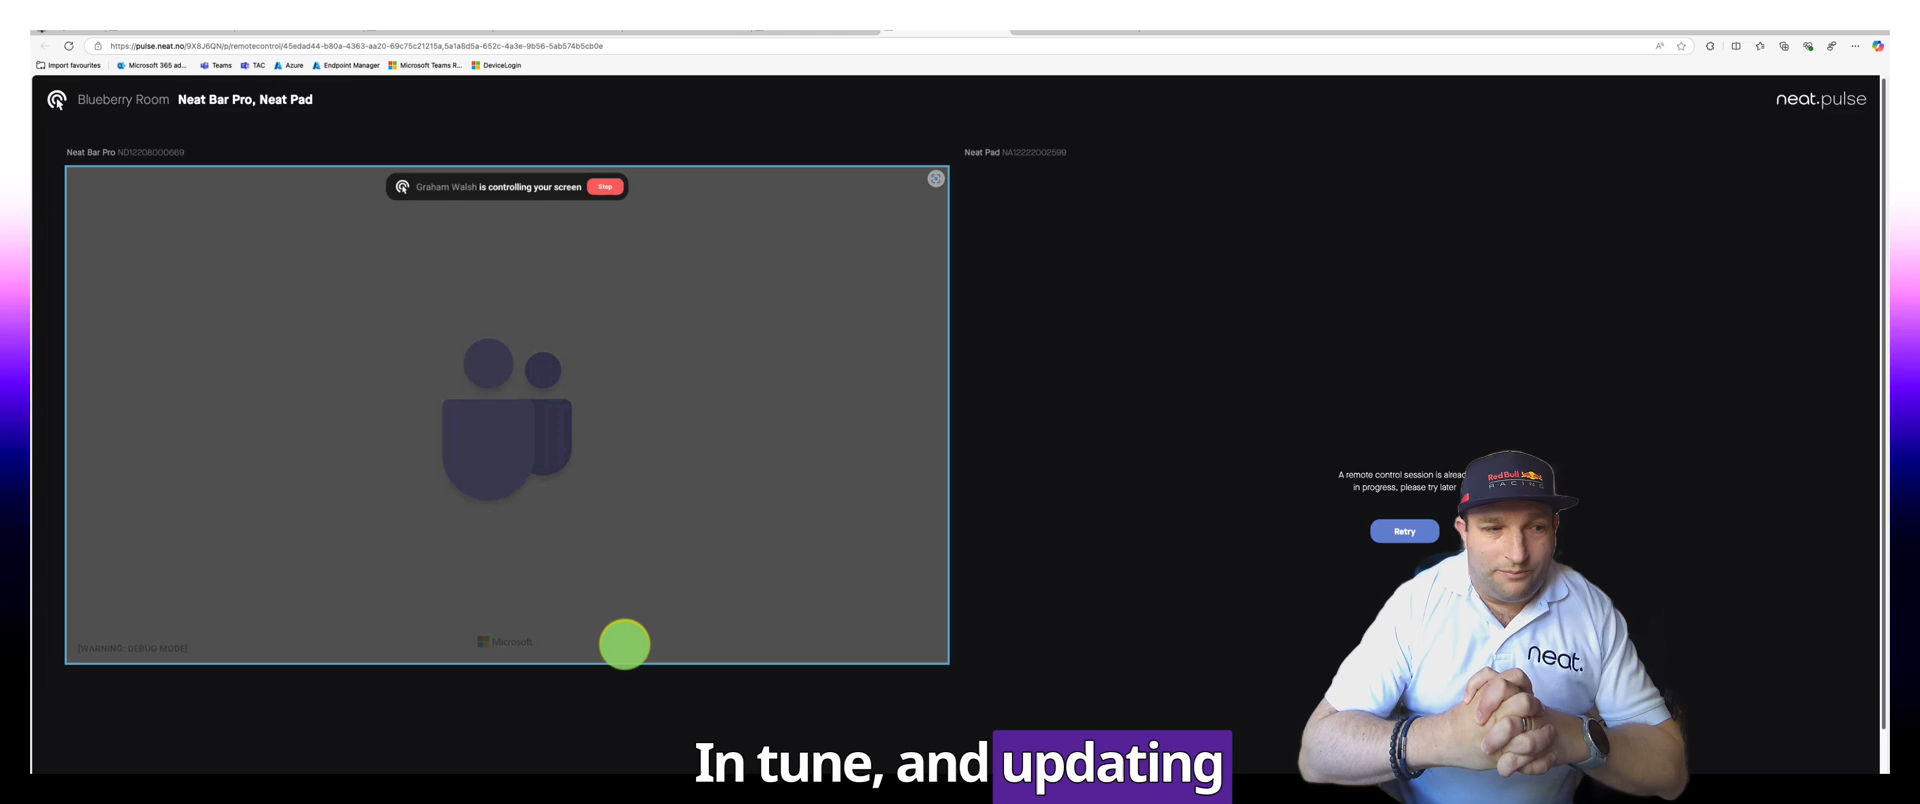 https://pulse.neat.no/9X8J6QN/p/remotecontrol/45edad44-b80a-4363-aa20-69c75c21215a,5a1a8d5a-652c-4a3e-9b56-5ab574b5cb0e
Import favourites Microsoft 365 ad... Teams TAC Azure Endpoint Manager Microsoft Teams R... DeviceLogin
Blueberry Room Neat Bar Pro, Neat Pad
neat.pulse
Neat Bar Pro ND12208000669
Neat Pad NA12222002599
Graham Walsh is controlling your screen Stop
A remote control session is alread
in progress, please try later
Retry
Red Bull
RACING
neat.
Microsoft
[WARNING: DEBUG MODE]
In tune, and updating